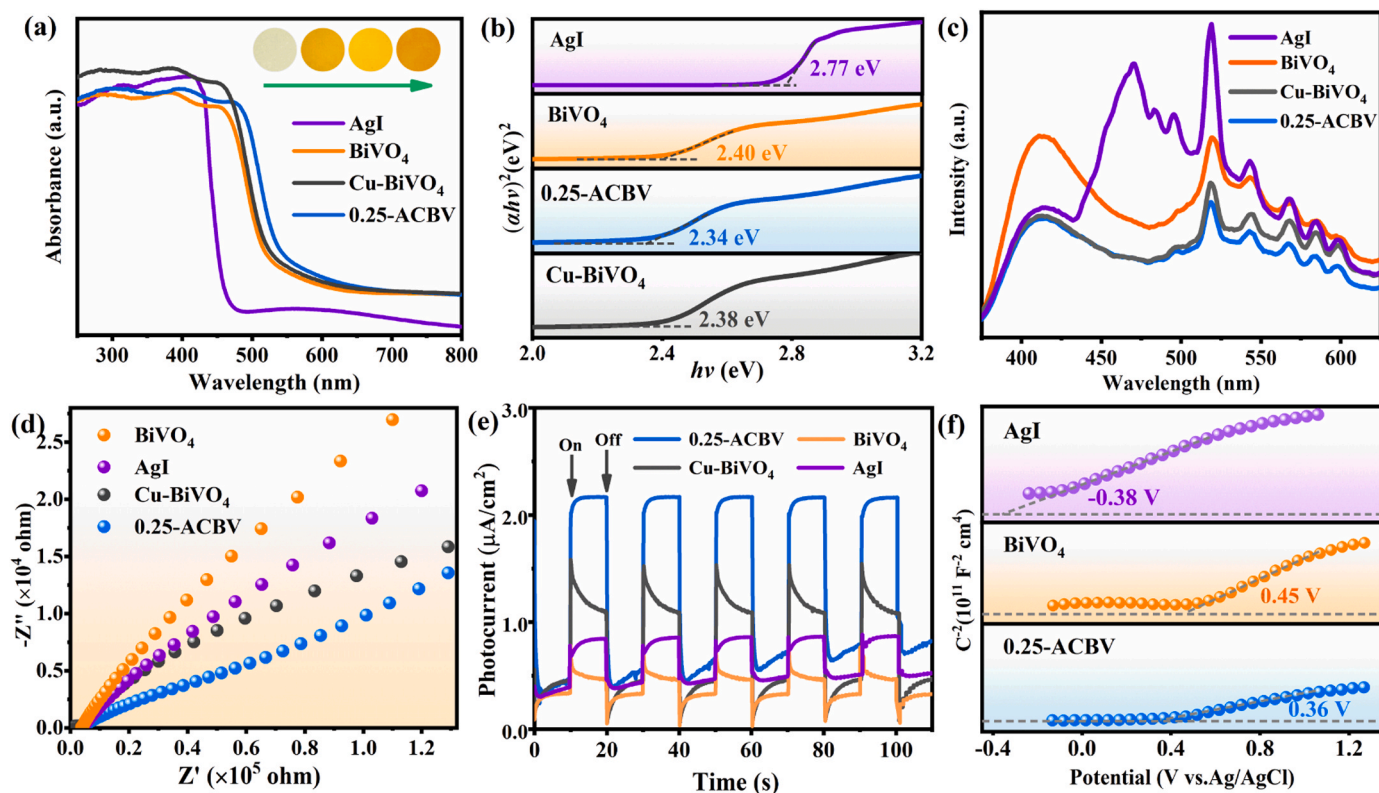 (a)
AgI
BiVO4
Cu-BiVO4
0.25-ACBV
Absorbance (a.u.)
300 400 500 600 700 800
Wavelength (nm)
(b)
AgI
2.77 eV
BiVO4
2.40 eV
0.25-ACBV
2.34 eV
Cu-BiVO4
2.38 eV
(αhν)²(eV)²
2.0 2.4 2.8 3.2
hν (eV)
(c)
AgI
BiVO4
Cu-BiVO4
0.25-ACBV
Intensity (a.u.)
400 450 500 550 600
Wavelength (nm)
(d)
BiVO4
AgI
Cu-BiVO4
0.25-ACBV
-Z'' (×10⁴ ohm)
2.5
2.0
1.5
1.0
0.5
0.0
0.0 0.2 0.4 0.6 0.8 1.0 1.2
Z' (×10⁵ ohm)
(e)
On
Off
0.25-ACBV
BiVO4
Cu-BiVO4
AgI
Photocurrent (μA/cm²)
3.0
2.0
1.0
0.0
0 20 40 60 80 100
Time (s)
(f)
AgI
-0.38 V
BiVO4
0.45 V
0.25-ACBV
0.36 V
C⁻²(10¹¹ F⁻² cm⁴)
-0.4 0.0 0.4 0.8 1.2
Potential (V vs.Ag/AgCl)